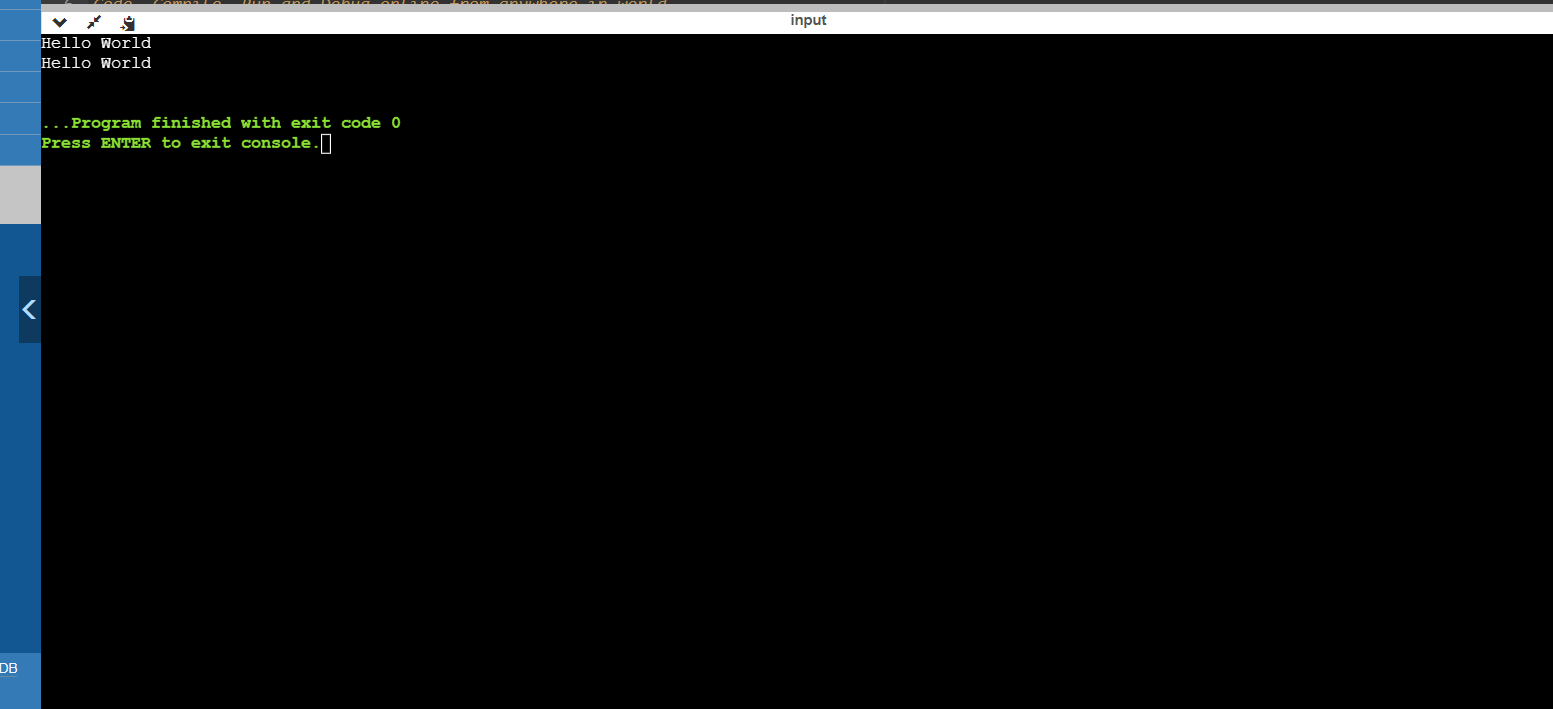 6 Code, Compile, Run and Debug online from anywhere in world.
input
Hello World
Hello World
...Program finished with exit code 0
Press ENTER to exit console.
DB